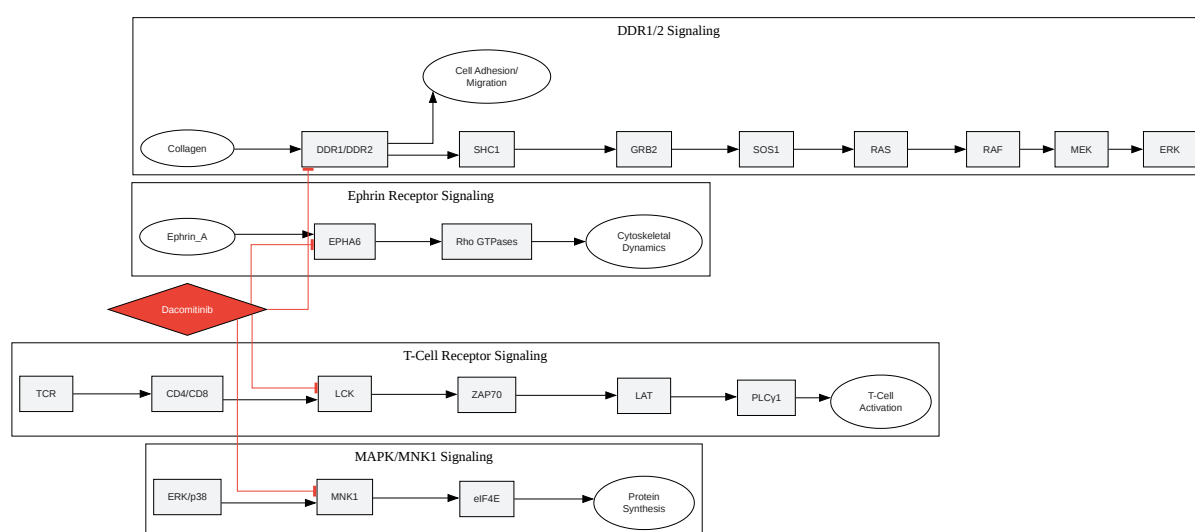 DDR1/2 Signaling
Cell Adhesion/
Migration
Collagen
DDR1/DDR2
SHC1
GRB2
SOS1
RAS
RAF
MEK
ERK
Ephrin Receptor Signaling
Ephrin_A
EPHA6
Rho GTPases
Cytoskeletal
Dynamics
Dacomitinib
T-Cell Receptor Signaling
TCR
CD4/CD8
LCK
ZAP70
LAT
PLCγ1
T-Cell
Activation
MAPK/MNK1 Signaling
ERK/p38
MNK1
eIF4E
Protein
Synthesis